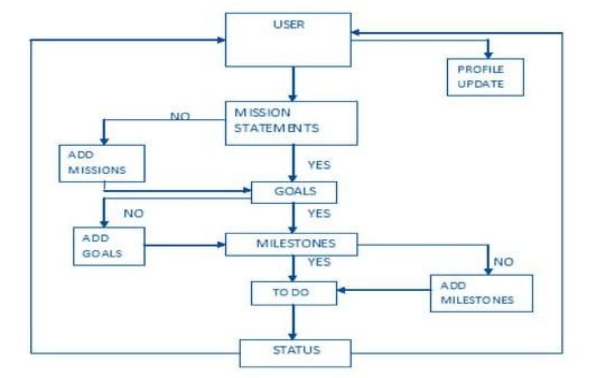 USER
PROFILE
UPDATE
NO
MISSION
STATEMENTS
ADD
MISSIONS
YES
GOALS
NO
YES
ADD
GOALS
MILESTONES
YES
NO
TO DO
ADD
MILESTONES
STATUS